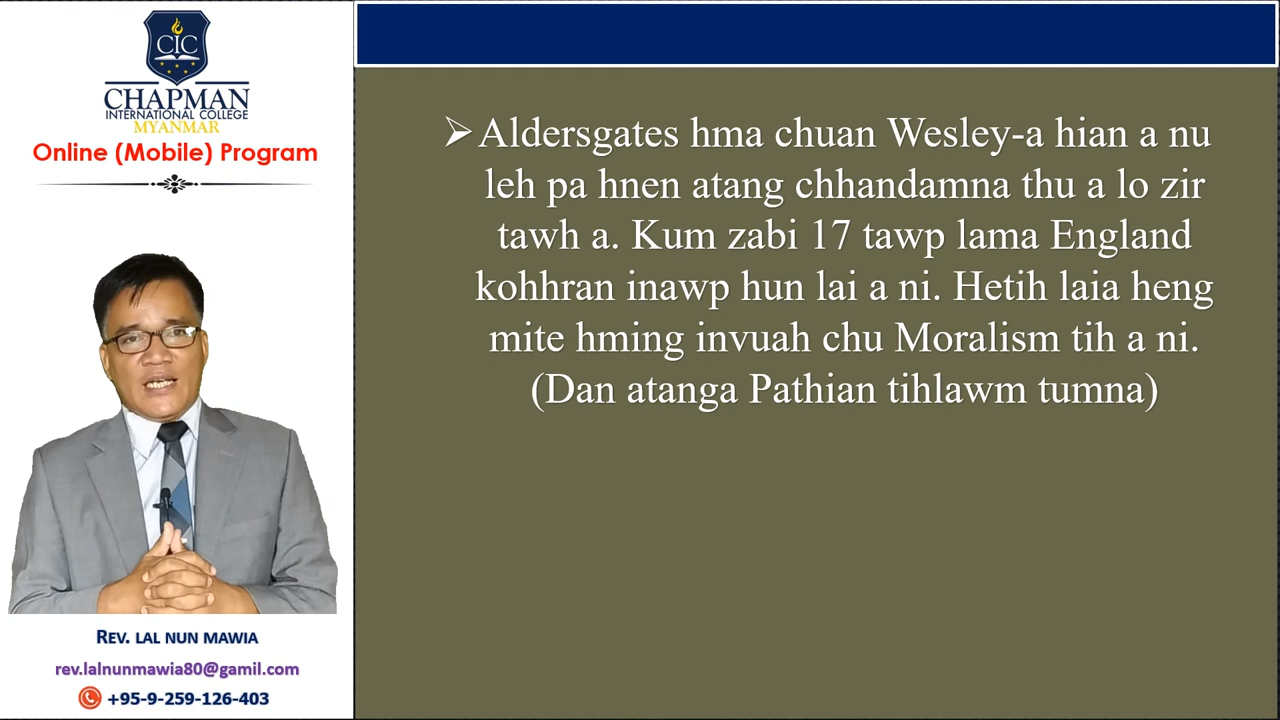 CIC
CHAPMAN
INTERNATIONAL COLLEGE
MYANMAR
Online (Mobile) Program
REV. LAL NUN MAWIA
rev.lalnunmawia80@gamil.com
+95-9-259-126-403
➢Aldersgates hma chuan Wesley-a hian a nu
leh pa hnen atang chhandamna thu a lo zir
tawh a. Kum zabi 17 tawp lama England
kohhran inawp hun lai a ni. Hetih laia heng
mite hming invuah chu Moralism tih a ni.
(Dan atanga Pathian tihlawm tumna)